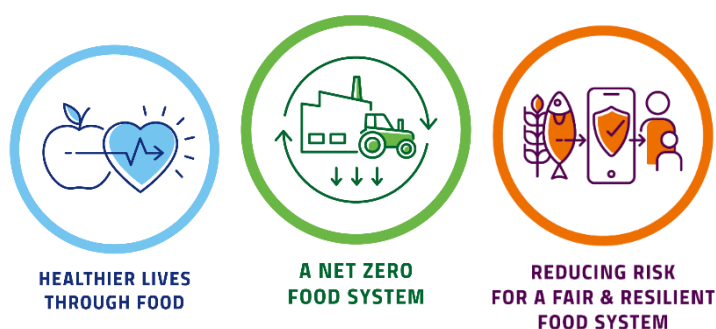 HEALTHIER LIVES
THROUGH FOOD
A NET ZERO
FOOD SYSTEM
REDUCING RISK
FOR A FAIR & RESILIENT
FOOD SYSTEM